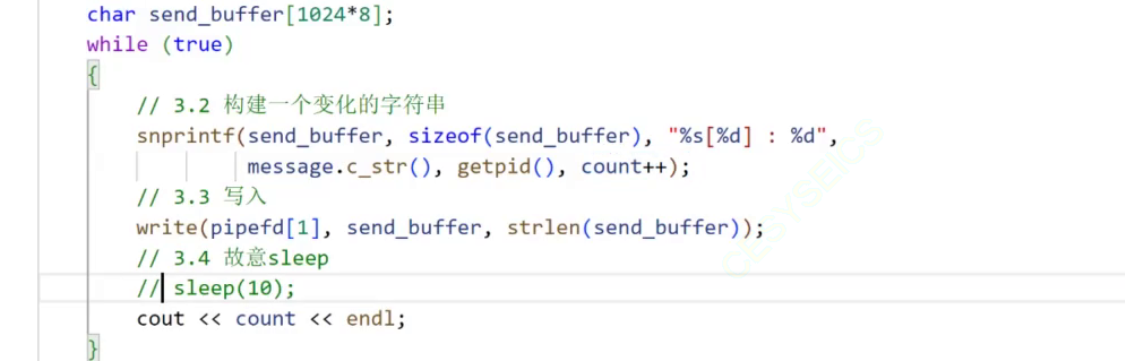 char send_buffer[1024*8];
while (true)
{
// 3.2 构建一个变化的字符串
snprintf(send_buffer, sizeof(send_buffer), "%s[%d] : %d",
message.c_str(), getpid(), count++);
// 3.3 写入
write(pipefd[1], send_buffer, strlen(send_buffer));
// 3.4 故意sleep
// sleep(10);
cout << count << endl;
}